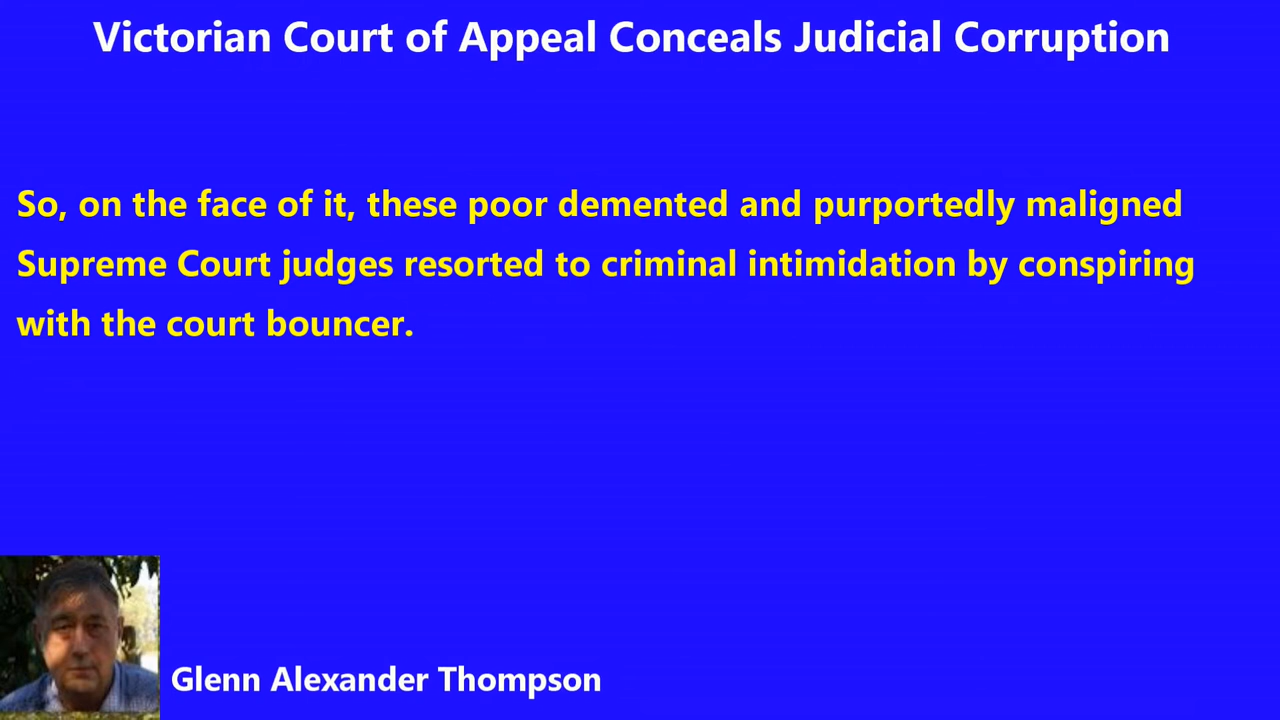 Victorian Court of Appeal Conceals Judicial Corruption
So, on the face of it, these poor demented and purportedly maligned
Supreme Court judges resorted to criminal intimidation by conspiring
with the court bouncer.
Glenn Alexander Thompson